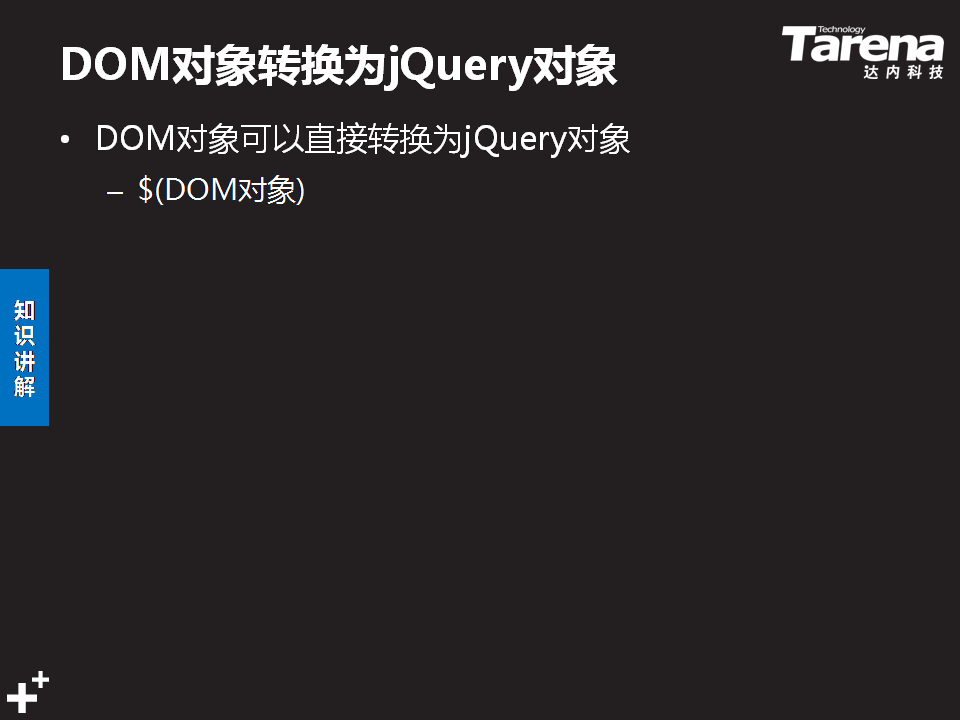 DOM对象转换为jQuery对象
Technology
Tarena
达内科技
• DOM对象可以直接转换为jQuery对象
– $(DOM对象)
知
识
讲
解